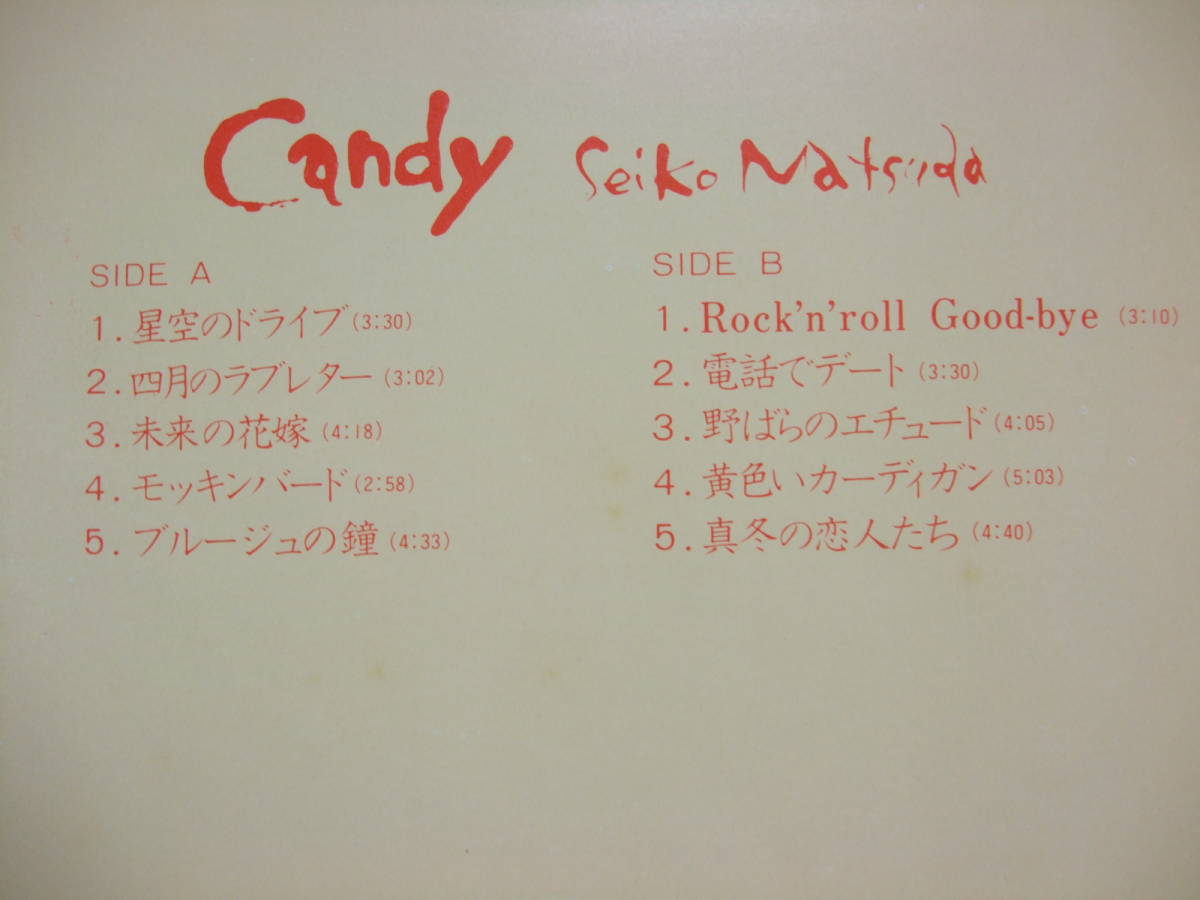 Candy Seiko Matsuda
SIDE A
1. 星空のドライブ (3:30)
2. 四月のラブレター (3:02)
3. 未来の花嫁 (4:18)
4. モッキンバード (2:58)
5. ブルージュの鐘 (4:33)
SIDE B
1. Rock'n'roll Good-bye (3:10)
2. 電話でデート (3:30)
3. 野ばらのエチュード (4:05)
4. 黄色いカーディガン (5:03)
5. 真冬の恋人たち (4:40)